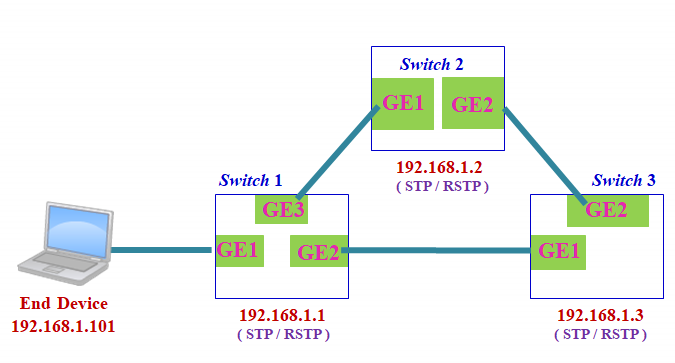 Switch 2
GE1
GE2
192.168.1.2
( STP / RSTP )
Switch 1
GE3
GE1
GE2
192.168.1.1
( STP / RSTP )
Switch 3
GE2
GE1
192.168.1.3
( STP / RSTP )
End Device
192.168.1.101